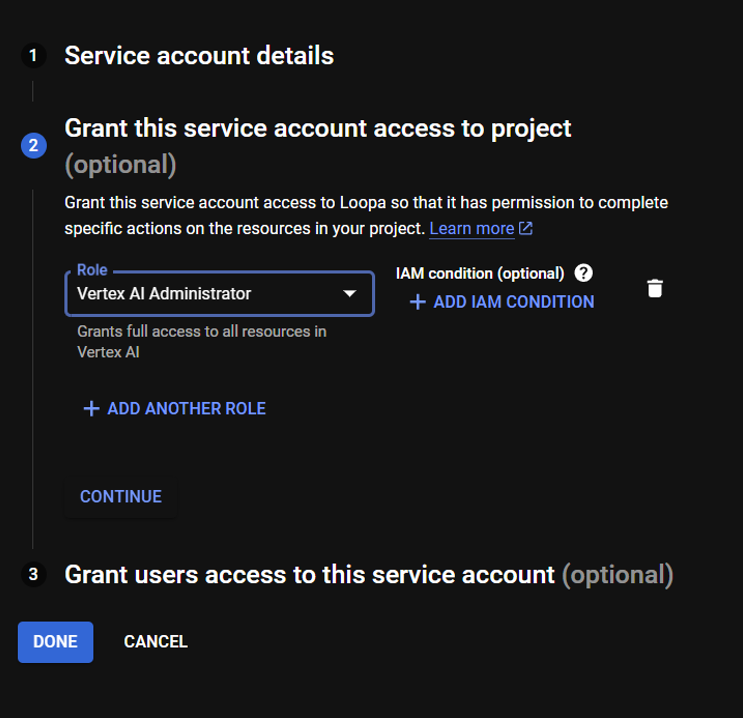 1 Service account details
2 Grant this service account access to project
(optional)
Grant this service account access to Loopa so that it has permission to complete
specific actions on the resources in your project. Learn more
Role
Vertex AI Administrator
IAM condition (optional) ?
+ ADD IAM CONDITION
Grants full access to all resources in
Vertex AI
+ ADD ANOTHER ROLE
CONTINUE
3 Grant users access to this service account (optional)
DONE CANCEL